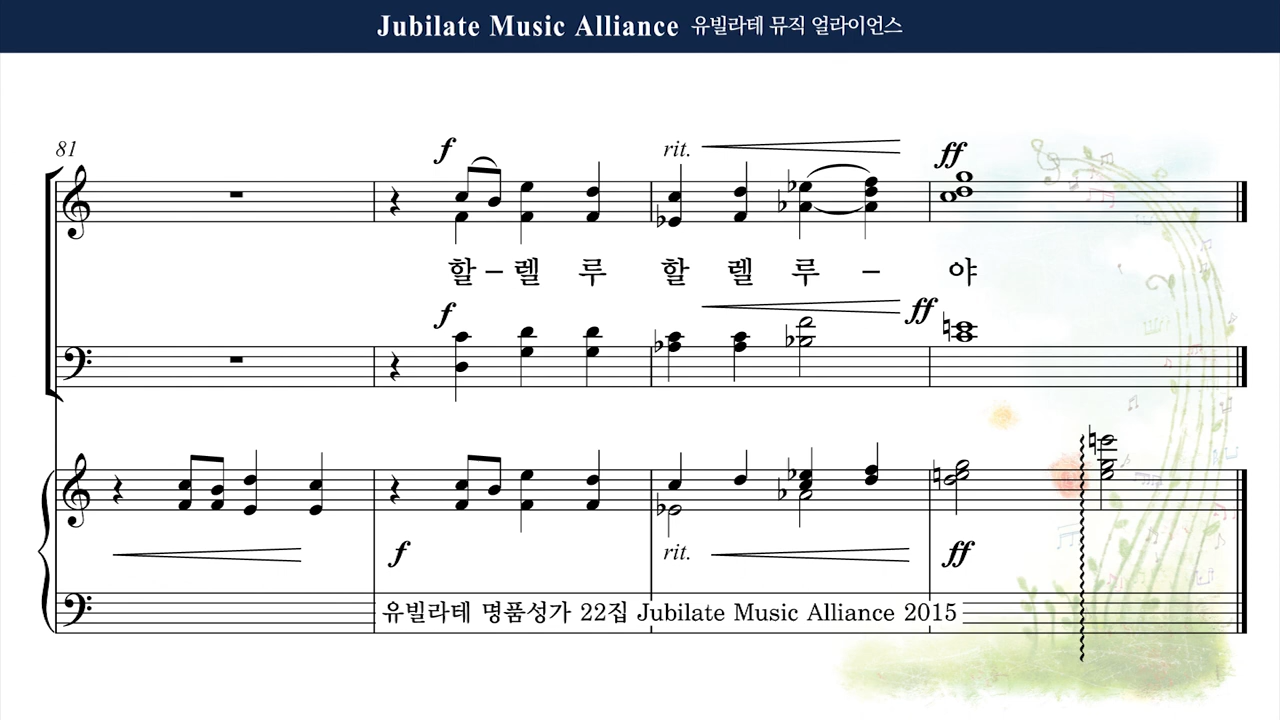 Jubilate Music Alliance 유빌라테 뮤직 얼라이언스
81
f
rit.
ff
할 – 렐 루 할 렐 루 – 야
f
ff
f
rit.
ff
유빌라테 명품성가 22집 Jubilate Music Alliance 2015